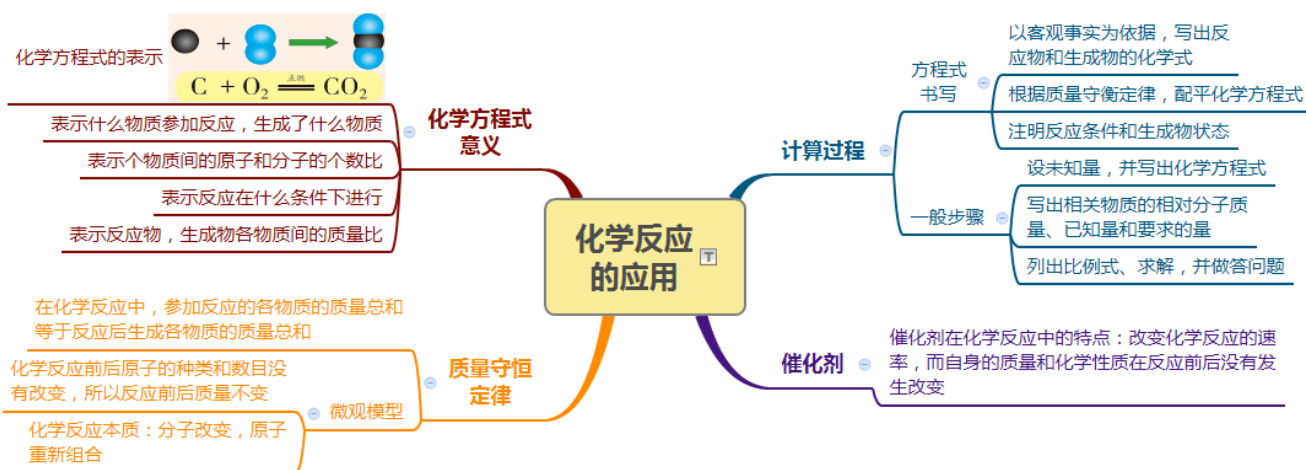 化学方程式的表示
+
点燃
C + O₂ == CO₂
表示什么物质参加反应，生成了什么物质
表示个物质间的原子和分子的个数比
表示反应在什么条件下进行
表示反应物，生成物各物质间的质量比
化学方程式
意义
在化学反应中，参加反应的各物质的质量总和
等于反应后生成各物质的质量总和
化学反应前后原子的种类和数目没
有改变，所以反应前后质量不变
化学反应本质：分子改变，原子
重新组合
微观模型
质量守恒
定律
化学反应
的应用
T
计算过程
方程式
书写
以客观事实为依据，写出反
应物和生成物的化学式
根据质量守衡定律，配平化学方程式
注明反应条件和生成物状态
一般步骤
设未知量，并写出化学方程式
写出相关物质的相对分子质
量、已知量和要求的量
列出比例式、求解，并做答问题
催化剂
催化剂在化学反应中的特点：改变化学反应的速
率，而自身的质量和化学性质在反应前后没有发
生改变